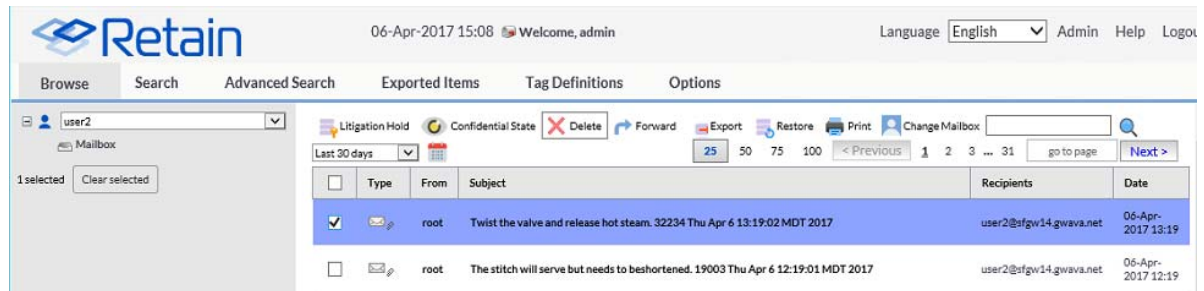 Retain 06-Apr-2017 15:08 Welcome, admin Language English Admin Help Logou
Browse Search Advanced Search Exported Items Tag Definitions Options
user2 Litigation Hold Confidential State Delete Forward Export Restore Print Change Mailbox
Mailbox Last 30 days 25 50 75 100 < Previous 1 2 3 ... 31 go to page Next >
1 selected Clear selected Type From Subject Recipients Date
root Twist the valve and release hot steam. 32234 Thu Apr 6 13:19:02 MDT 2017 user2@sfgw14.gwava.net 06-Apr-
2017 13:19
root The stitch will serve but needs to beshortened. 19003 Thu Apr 6 12:19:01 MDT 2017 user2@sfgw14.gwava.net 06-Apr-
2017 12:19